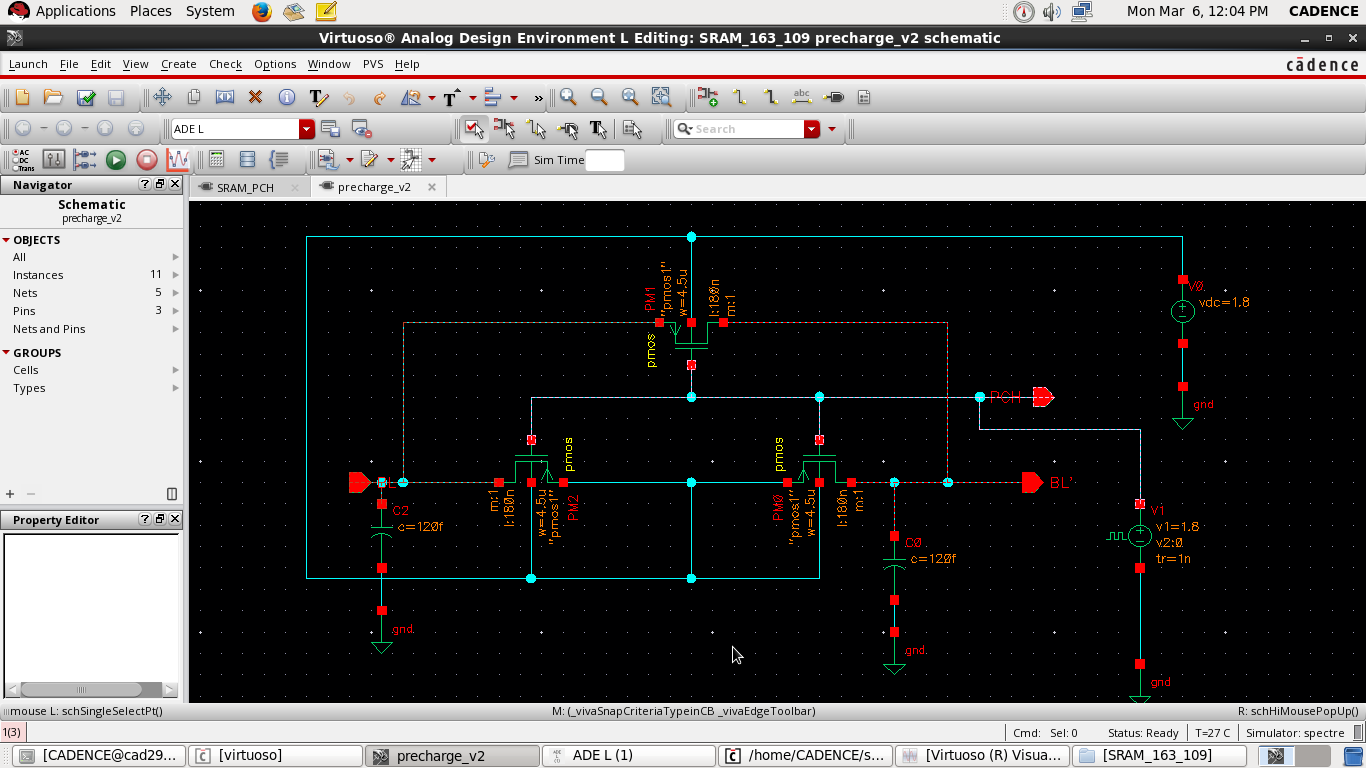 Applications Places System Mon Mar 6, 12:04 PM CADENCE
Virtuoso® Analog Design Environment L Editing: SRAM_163_109 precharge_v2 schematic
Launch File Edit View Create Check Options Window PVS Help cādence
T T » abc
ADE L T Search
AC DC Trans Sim Time
Navigator ? SRAM_PCH precharge_v2
Schematic
precharge_v2
OBJECTS
All
Instances 11
Nets 5
Pins 3
Nets and Pins
GROUPS
Cells
Types
Property Editor ?
PM1
"pmos1"
w=4.5u
l:180n
m:1
pmos
V0
vdc=1.8
gnd
PCH
pmos
m:1
l:180n
w=4.5u
"pmos1"
PM2
pmos
PM0
"pmos1"
w=4.5u
l:180n
m:1
BL'
C2
c=120f
gnd
C0
c=120f
gnd
V1
v1=1.8
v2:0
tr=1n
gnd
mouse L: schSingleSelectPt() M: (_vivaSnapCriteriaTypeinCB _vivaEdgeToolbar) R: schHiMousePopUp()
1(3) Cmd: Sel: 0 Status: Ready T=27 C Simulator: spectre
[CADENCE@cad29... [virtuoso] precharge_v2 ADE L (1) /home/CADENCE/s... [Virtuoso (R) Visua... [SRAM_163_109]